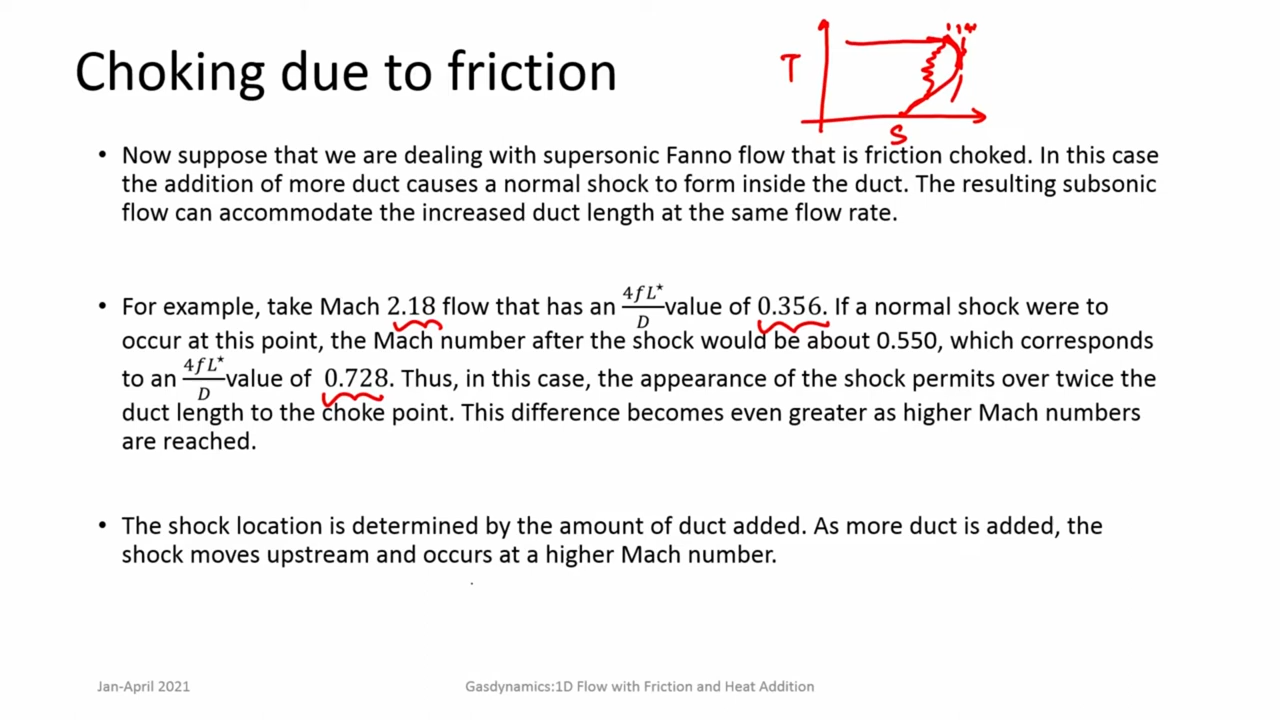 Choking due to friction
T
S
• Now suppose that we are dealing with supersonic Fanno flow that is friction choked. In this case
the addition of more duct causes a normal shock to form inside the duct. The resulting subsonic
flow can accommodate the increased duct length at the same flow rate.
• For example, take Mach 2.18 flow that has an 4fL*/D value of 0.356. If a normal shock were to
occur at this point, the Mach number after the shock would be about 0.550, which corresponds
to an 4fL*/D value of 0.728. Thus, in this case, the appearance of the shock permits over twice the
duct length to the choke point. This difference becomes even greater as higher Mach numbers
are reached.
• The shock location is determined by the amount of duct added. As more duct is added, the
shock moves upstream and occurs at a higher Mach number.
Jan-April 2021
Gasdynamics:1D Flow with Friction and Heat Addition